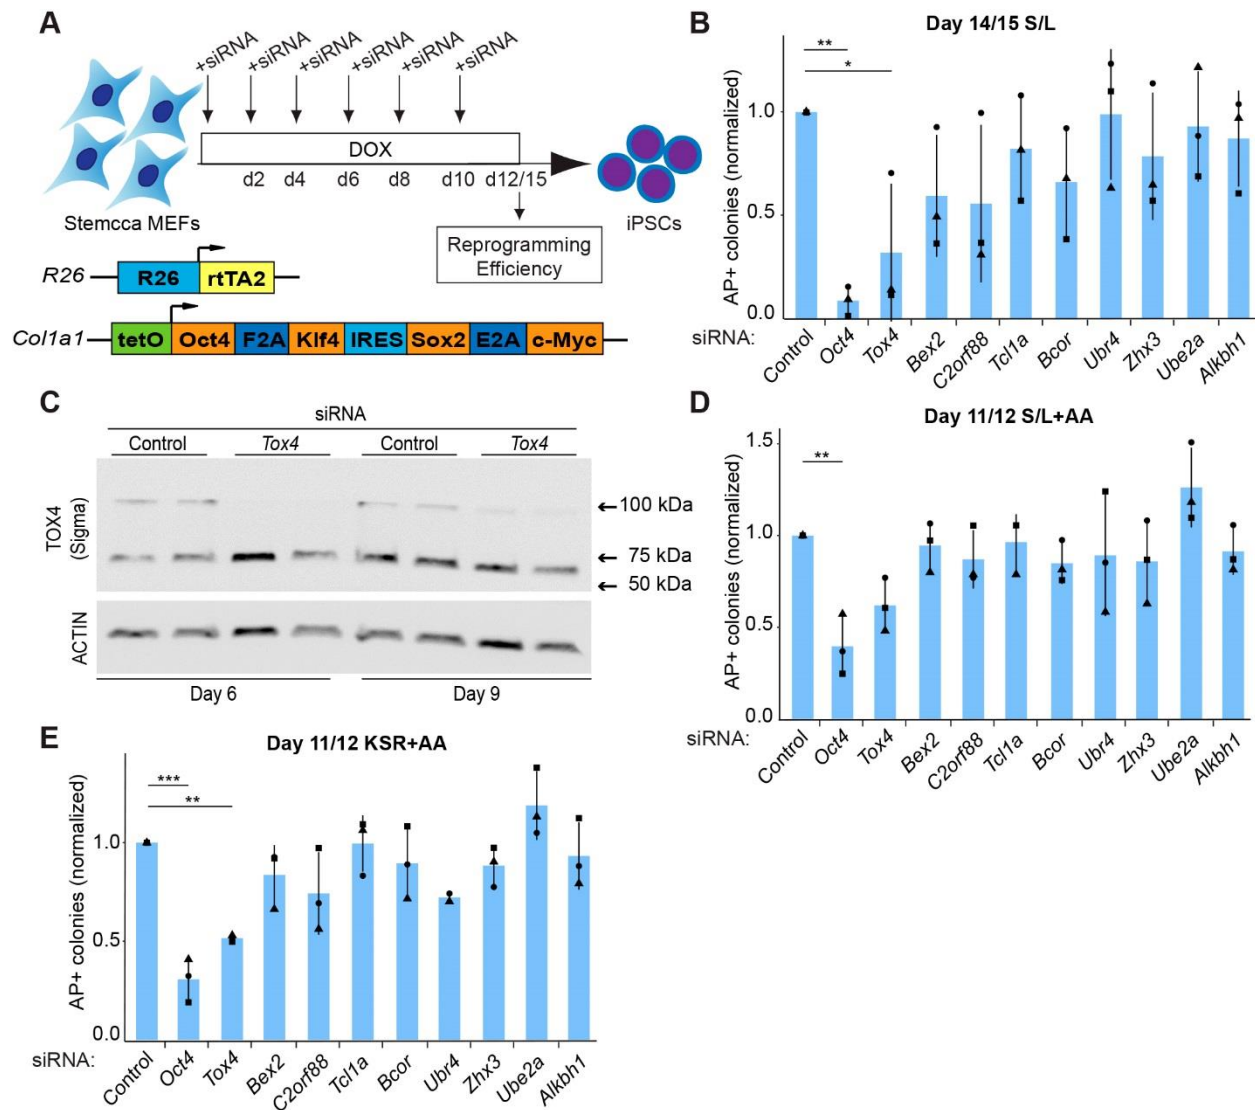 A
+siRNA +siRNA +siRNA +siRNA +siRNA +siRNA
DOX
d2 d4 d6 d8 d10 d12/15
Stemcca MEFs
iPSCs
Reprogramming
Efficiency
R26 R26 rtTA2
Col1a1 tetO Oct4 F2A Klf4 IRES Sox2 E2A c-Myc
B
Day 14/15 S/L
AP+ colonies (normalized)
**
*
1.0
0.5
0.0
siRNA:
Control Oct4 Tox4 Bex2 C2orf88 Tcl1a Bcor Ubr4 Zhx3 Ube2a Alkbh1
C
siRNA
Control Tox4 Control Tox4
TOX4
(Sigma)
100 kDa
75 kDa
50 kDa
ACTIN
Day 6 Day 9
D
Day 11/12 S/L+AA
AP+ colonies (normalized)
**
1.5
1.0
0.5
0.0
siRNA:
Control Oct4 Tox4 Bex2 C2orf88 Tcl1a Bcor Ubr4 Zhx3 Ube2a Alkbh1
E
Day 11/12 KSR+AA
AP+ colonies (normalized)
***
**
1.0
0.5
0.0
siRNA:
Control Oct4 Tox4 Bex2 C2orf88 Tcl1a Bcor Ubr4 Zhx3 Ube2a Alkbh1